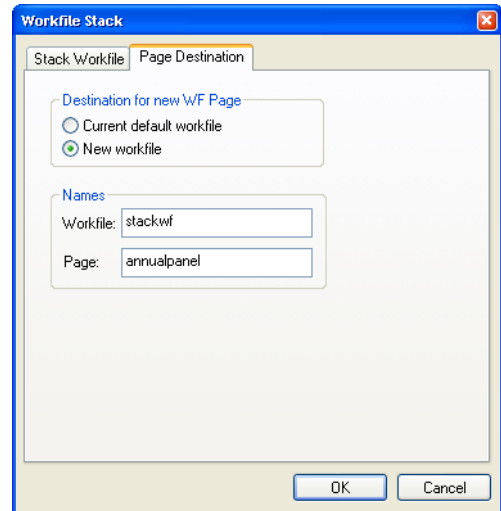 Workfile Stack
Stack Workfile Page Destination
Destination for new WF Page
Current default workfile
New workfile
Names
Workfile: stackwf
Page: annualpanel
OK Cancel